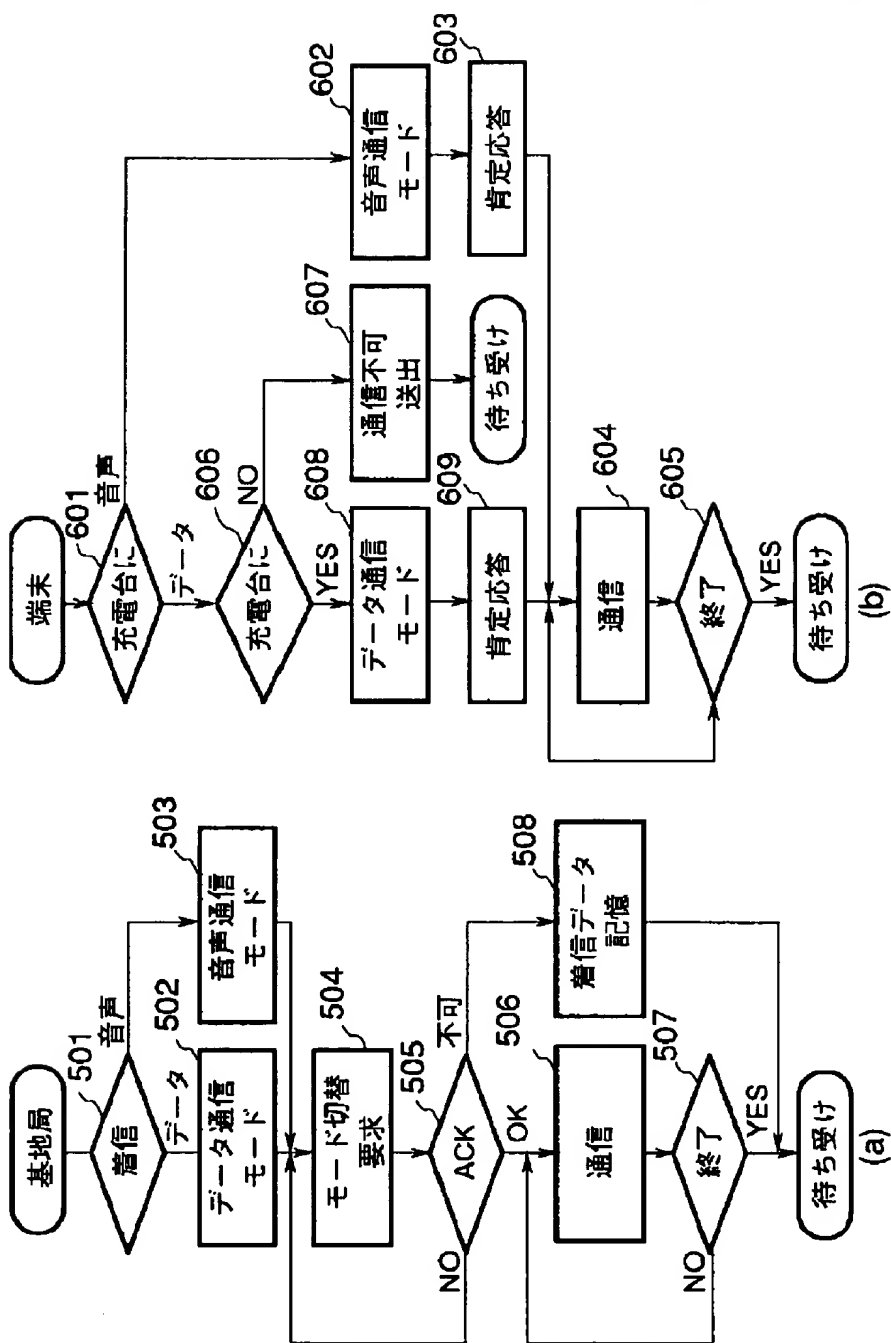 基地局
501
着信
音声
データ
502
データ通信
モード
503
音声通信
モード
504
モード切替
要求
505
ACK
不可
NO
OK
506
通信
508
着信データ
記憶
507
終了
NO
YES
待ち受け
(a)
端末
601
充電台に
音声
データ
606
充電台に
NO
YES
608
データ通信
モード
607
通信不可
送出
602
音声通信
モード
609
肯定応答
待ち受け
603
肯定応答
604
通信
605
終了
YES
待ち受け
(b)